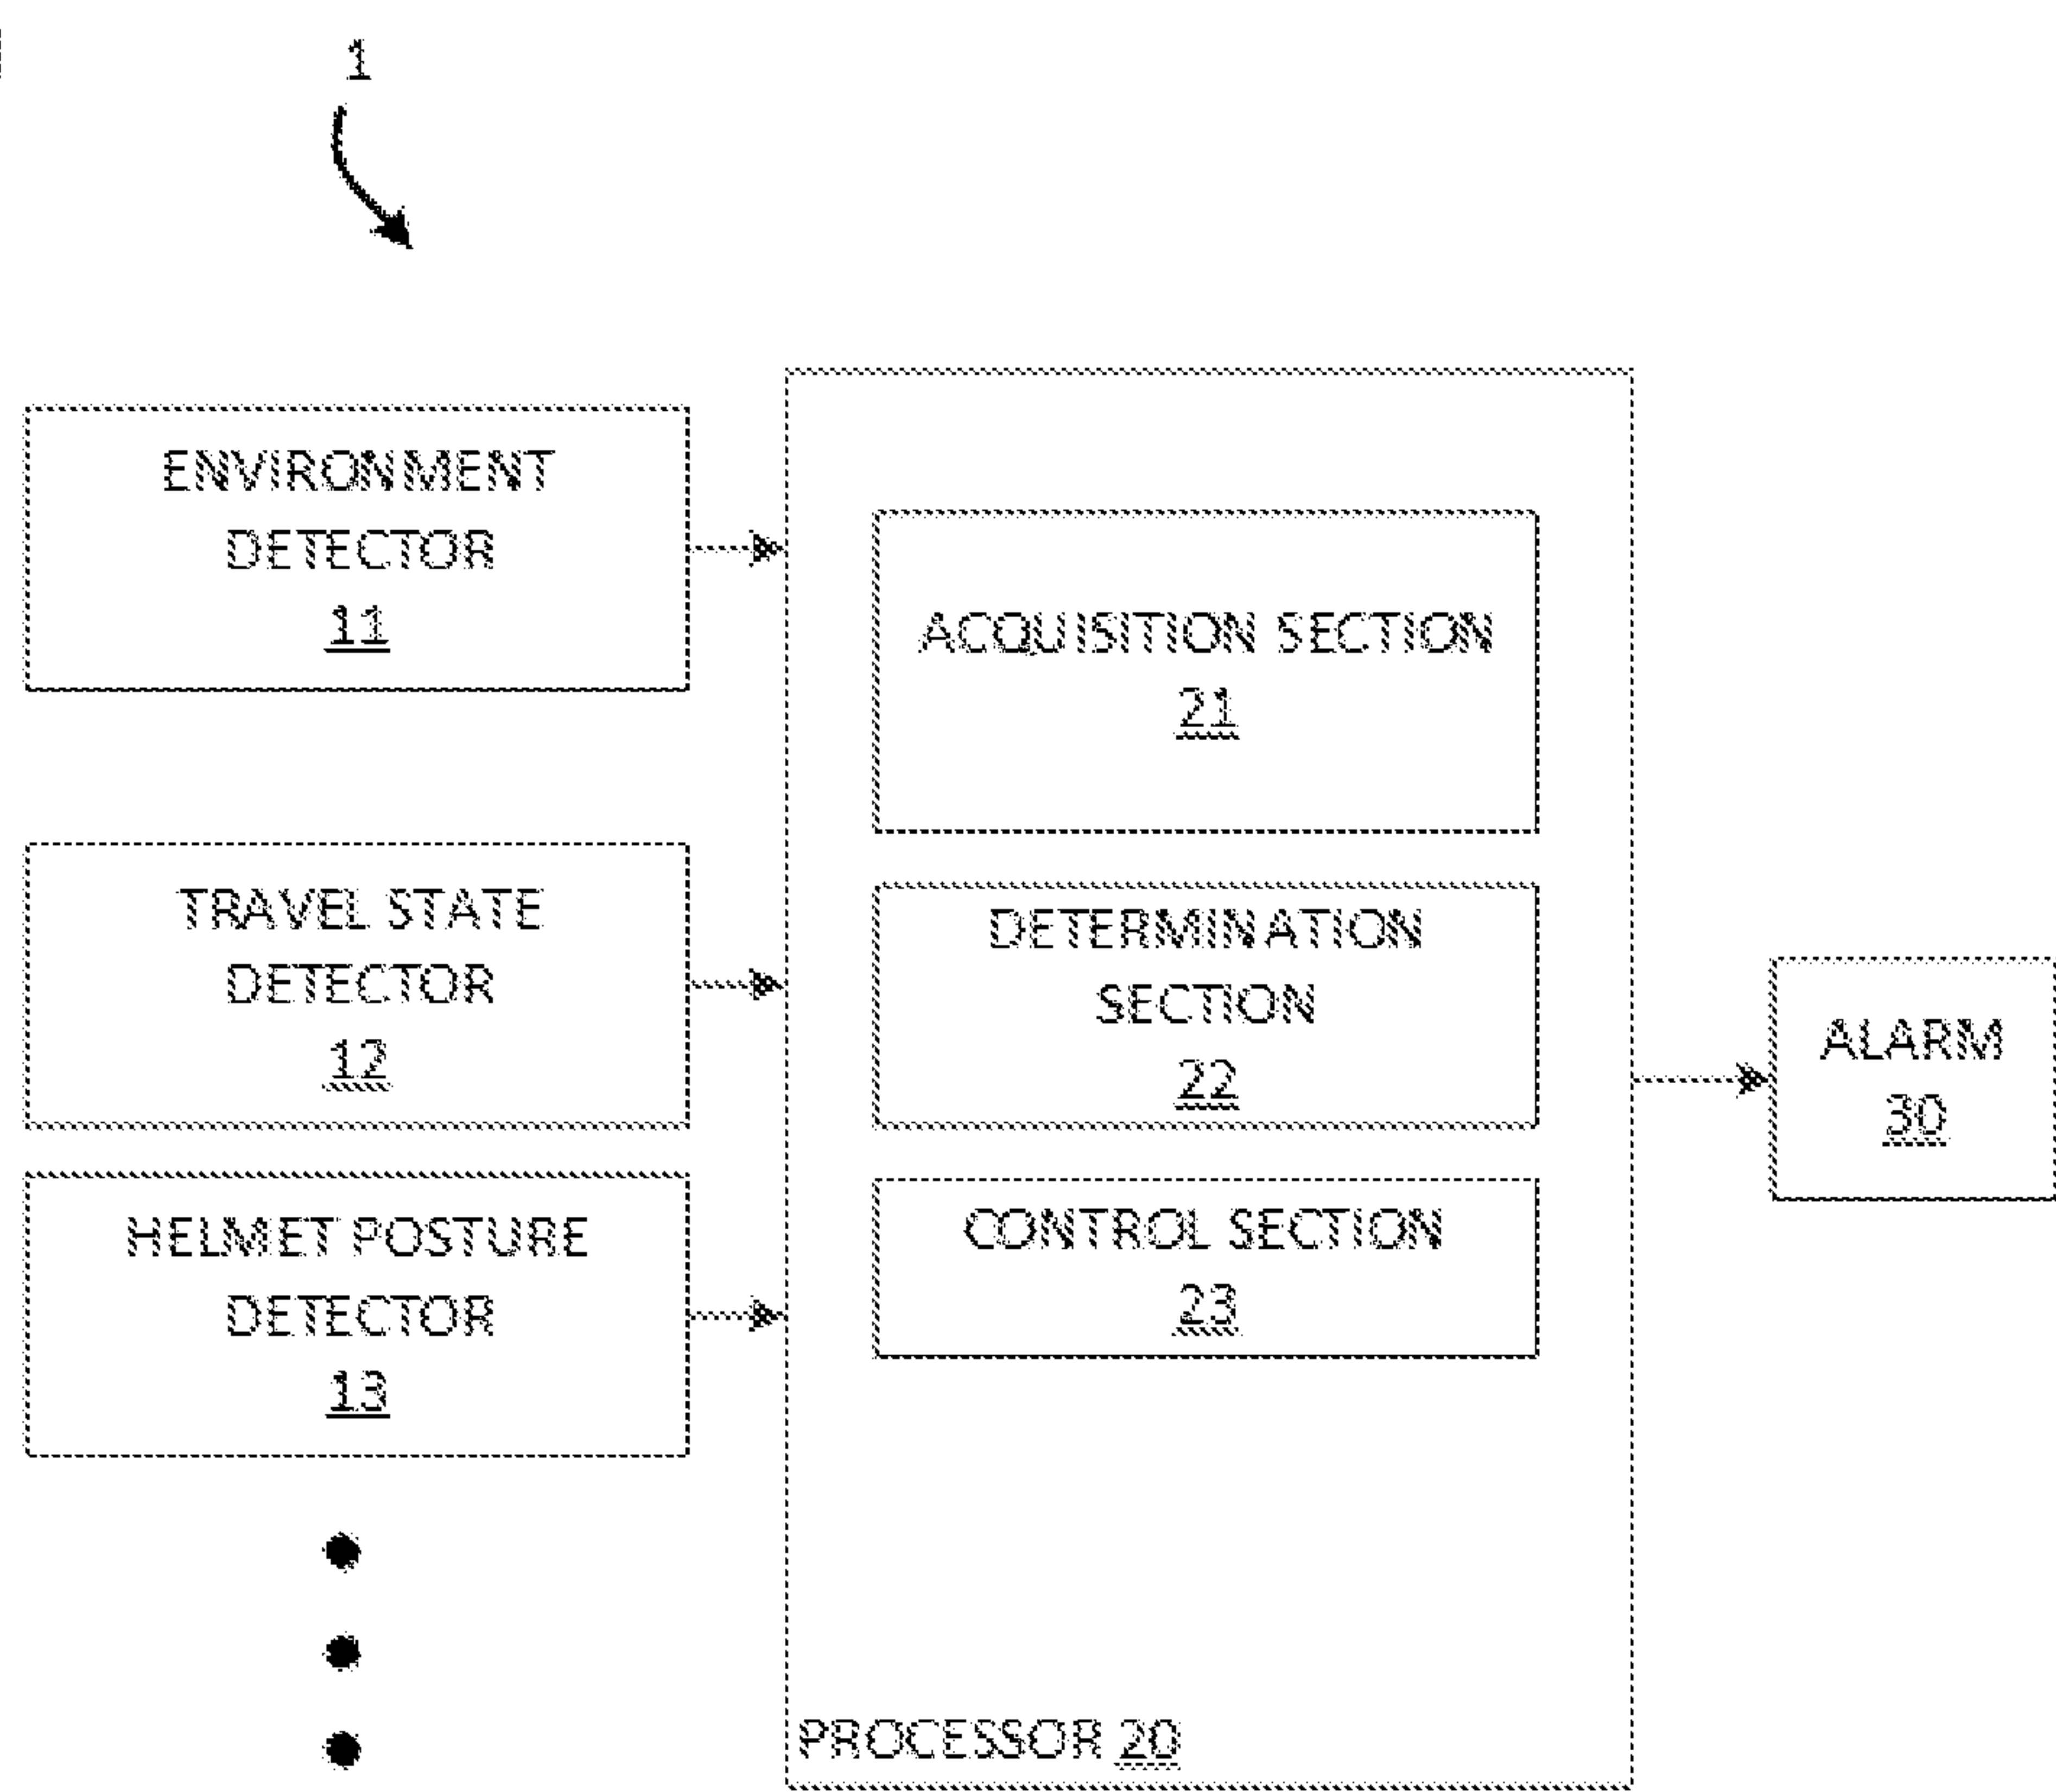 1
ENVIRONMENT
DETECTOR
11
TRAVEL STATE
DETECTOR
12
HELMET POSTURE
DETECTOR
13
ACQUISITION SECTION
21
DETERMINATION
SECTION
22
CONTROL SECTION
23
PROCESSOR 20
ALARM
30